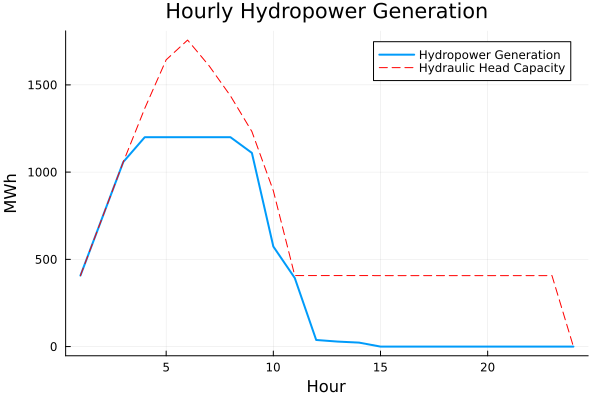 Hourly Hydropower Generation
Hydropower Generation
Hydraulic Head Capacity
1500
1000
500
0
MWh
5
10
15
20
Hour